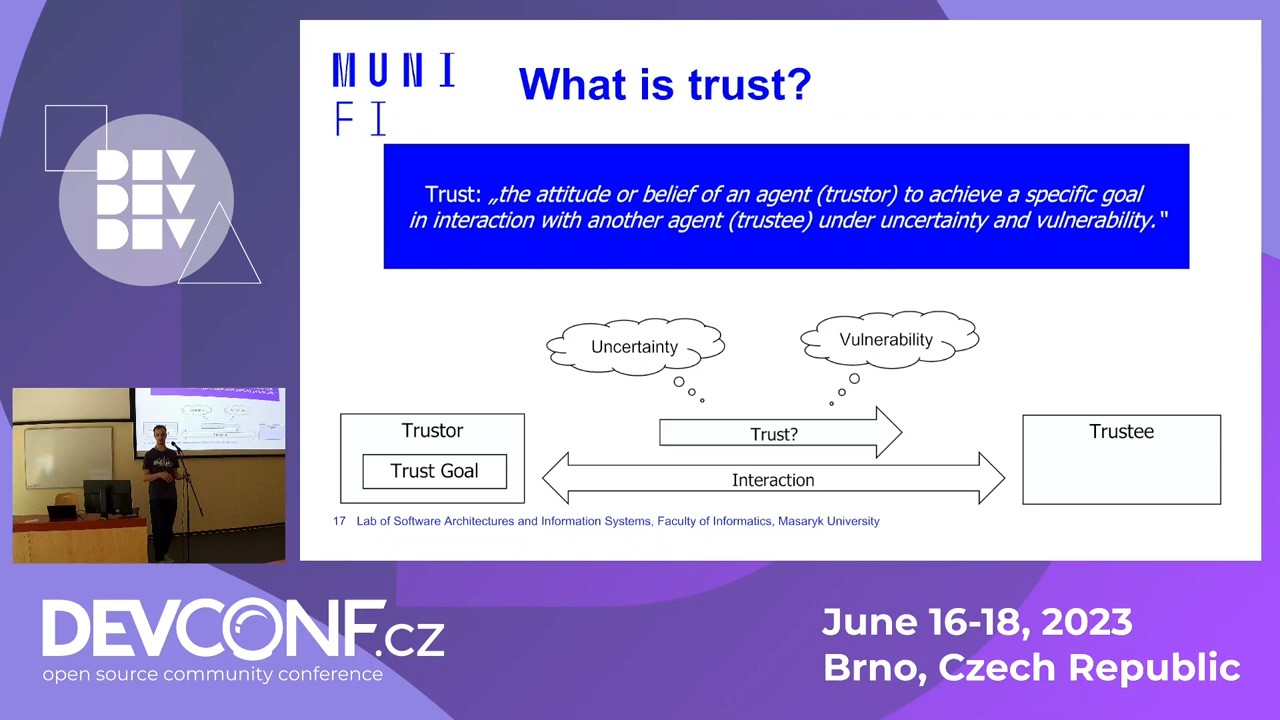 MUNI
FI
What is trust?
Trust: „the attitude or belief of an agent (trustor) to achieve a specific goal
in interaction with another agent (trustee) under uncertainty and vulnerability."
Uncertainty
Vulnerability
Trustor
Trust Goal
Trust?
Interaction
Trustee
17 Lab of Software Architectures and Information Systems, Faculty of Informatics, Masaryk University
DEV
DEV
DEV
DEVCONF.cz
open source community conference
June 16-18, 2023
Brno, Czech Republic